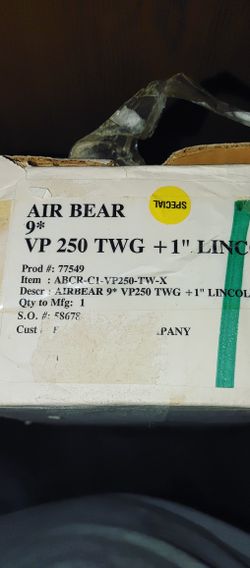 SPECIAL
AIR BEAR
9*
VP 250 TWG +1" LINCO
Prod #: 77549
Item : ABCR-C1-VP250-TW-X
Descr : AIRBEAR 9* VP250 TWG +1" LINCOL
Qty to Mfg: 1
S.O. #: 58678
Cust
PANY